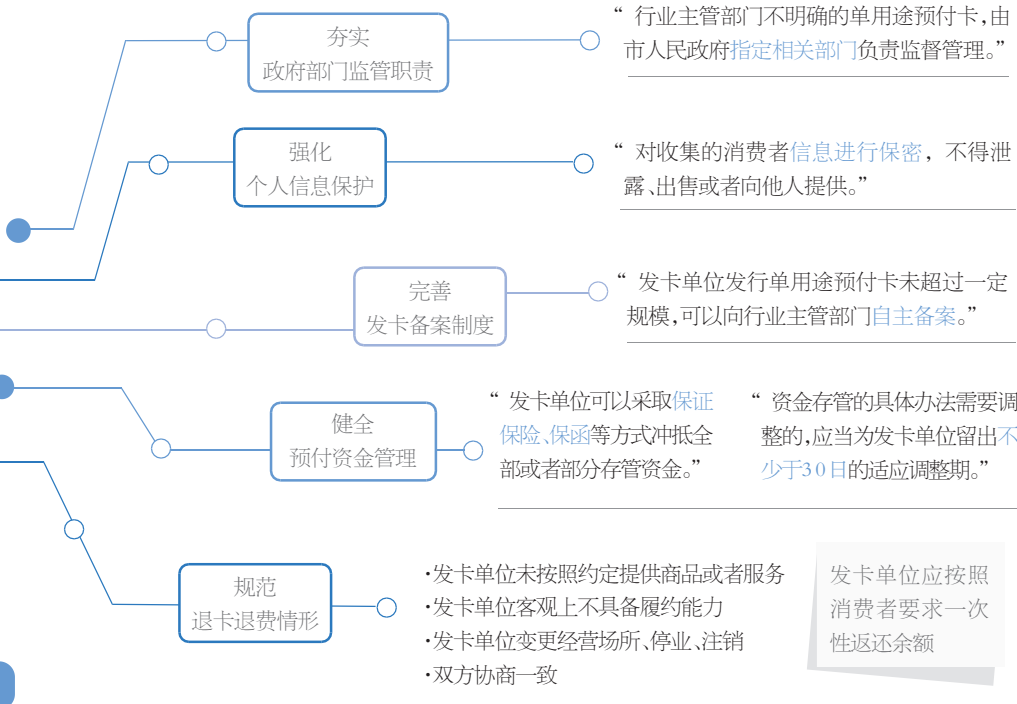 夯实
政府部门监管职责
“ 行业主管部门不明确的单用途预付卡,由
市人民政府指定相关部门负责监督管理。”
强化
个人信息保护
“ 对收集的消费者信息进行保密，不得泄
露、出售或者向他人提供。”
完善
发卡备案制度
“ 发卡单位发行单用途预付卡未超过一定
规模,可以向行业主管部门自主备案。”
健全
预付资金管理
“ 发卡单位可以采取保证
保险、保函等方式冲抵全
部或者部分存管资金。”
“ 资金存管的具体办法需要调
整的,应当为发卡单位留出不
少于30日的适应调整期。”
规范
退卡退费情形
·发卡单位未按照约定提供商品或者服务
·发卡单位客观上不具备履约能力
·发卡单位变更经营场所、停业、注销
·双方协商一致
发卡单位应按照
消费者要求一次
性返还余额